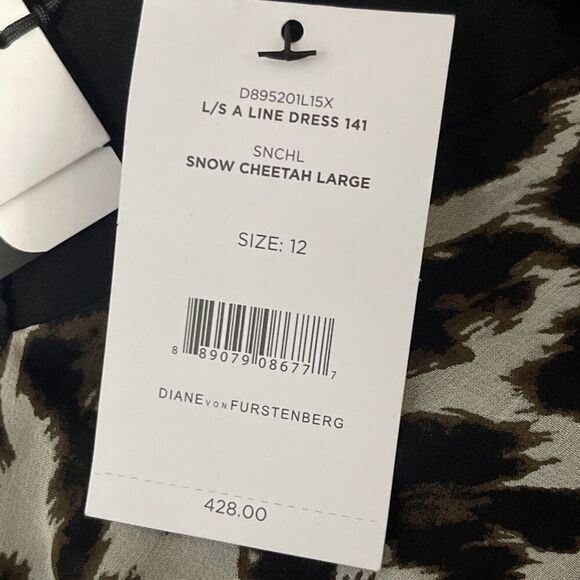 D895201L15X
L/S A LINE DRESS 141
SNCHL
SNOW CHEETAH LARGE
SIZE: 12
8 89079 08677 7
DIANE VON FURSTENBERG
428.00